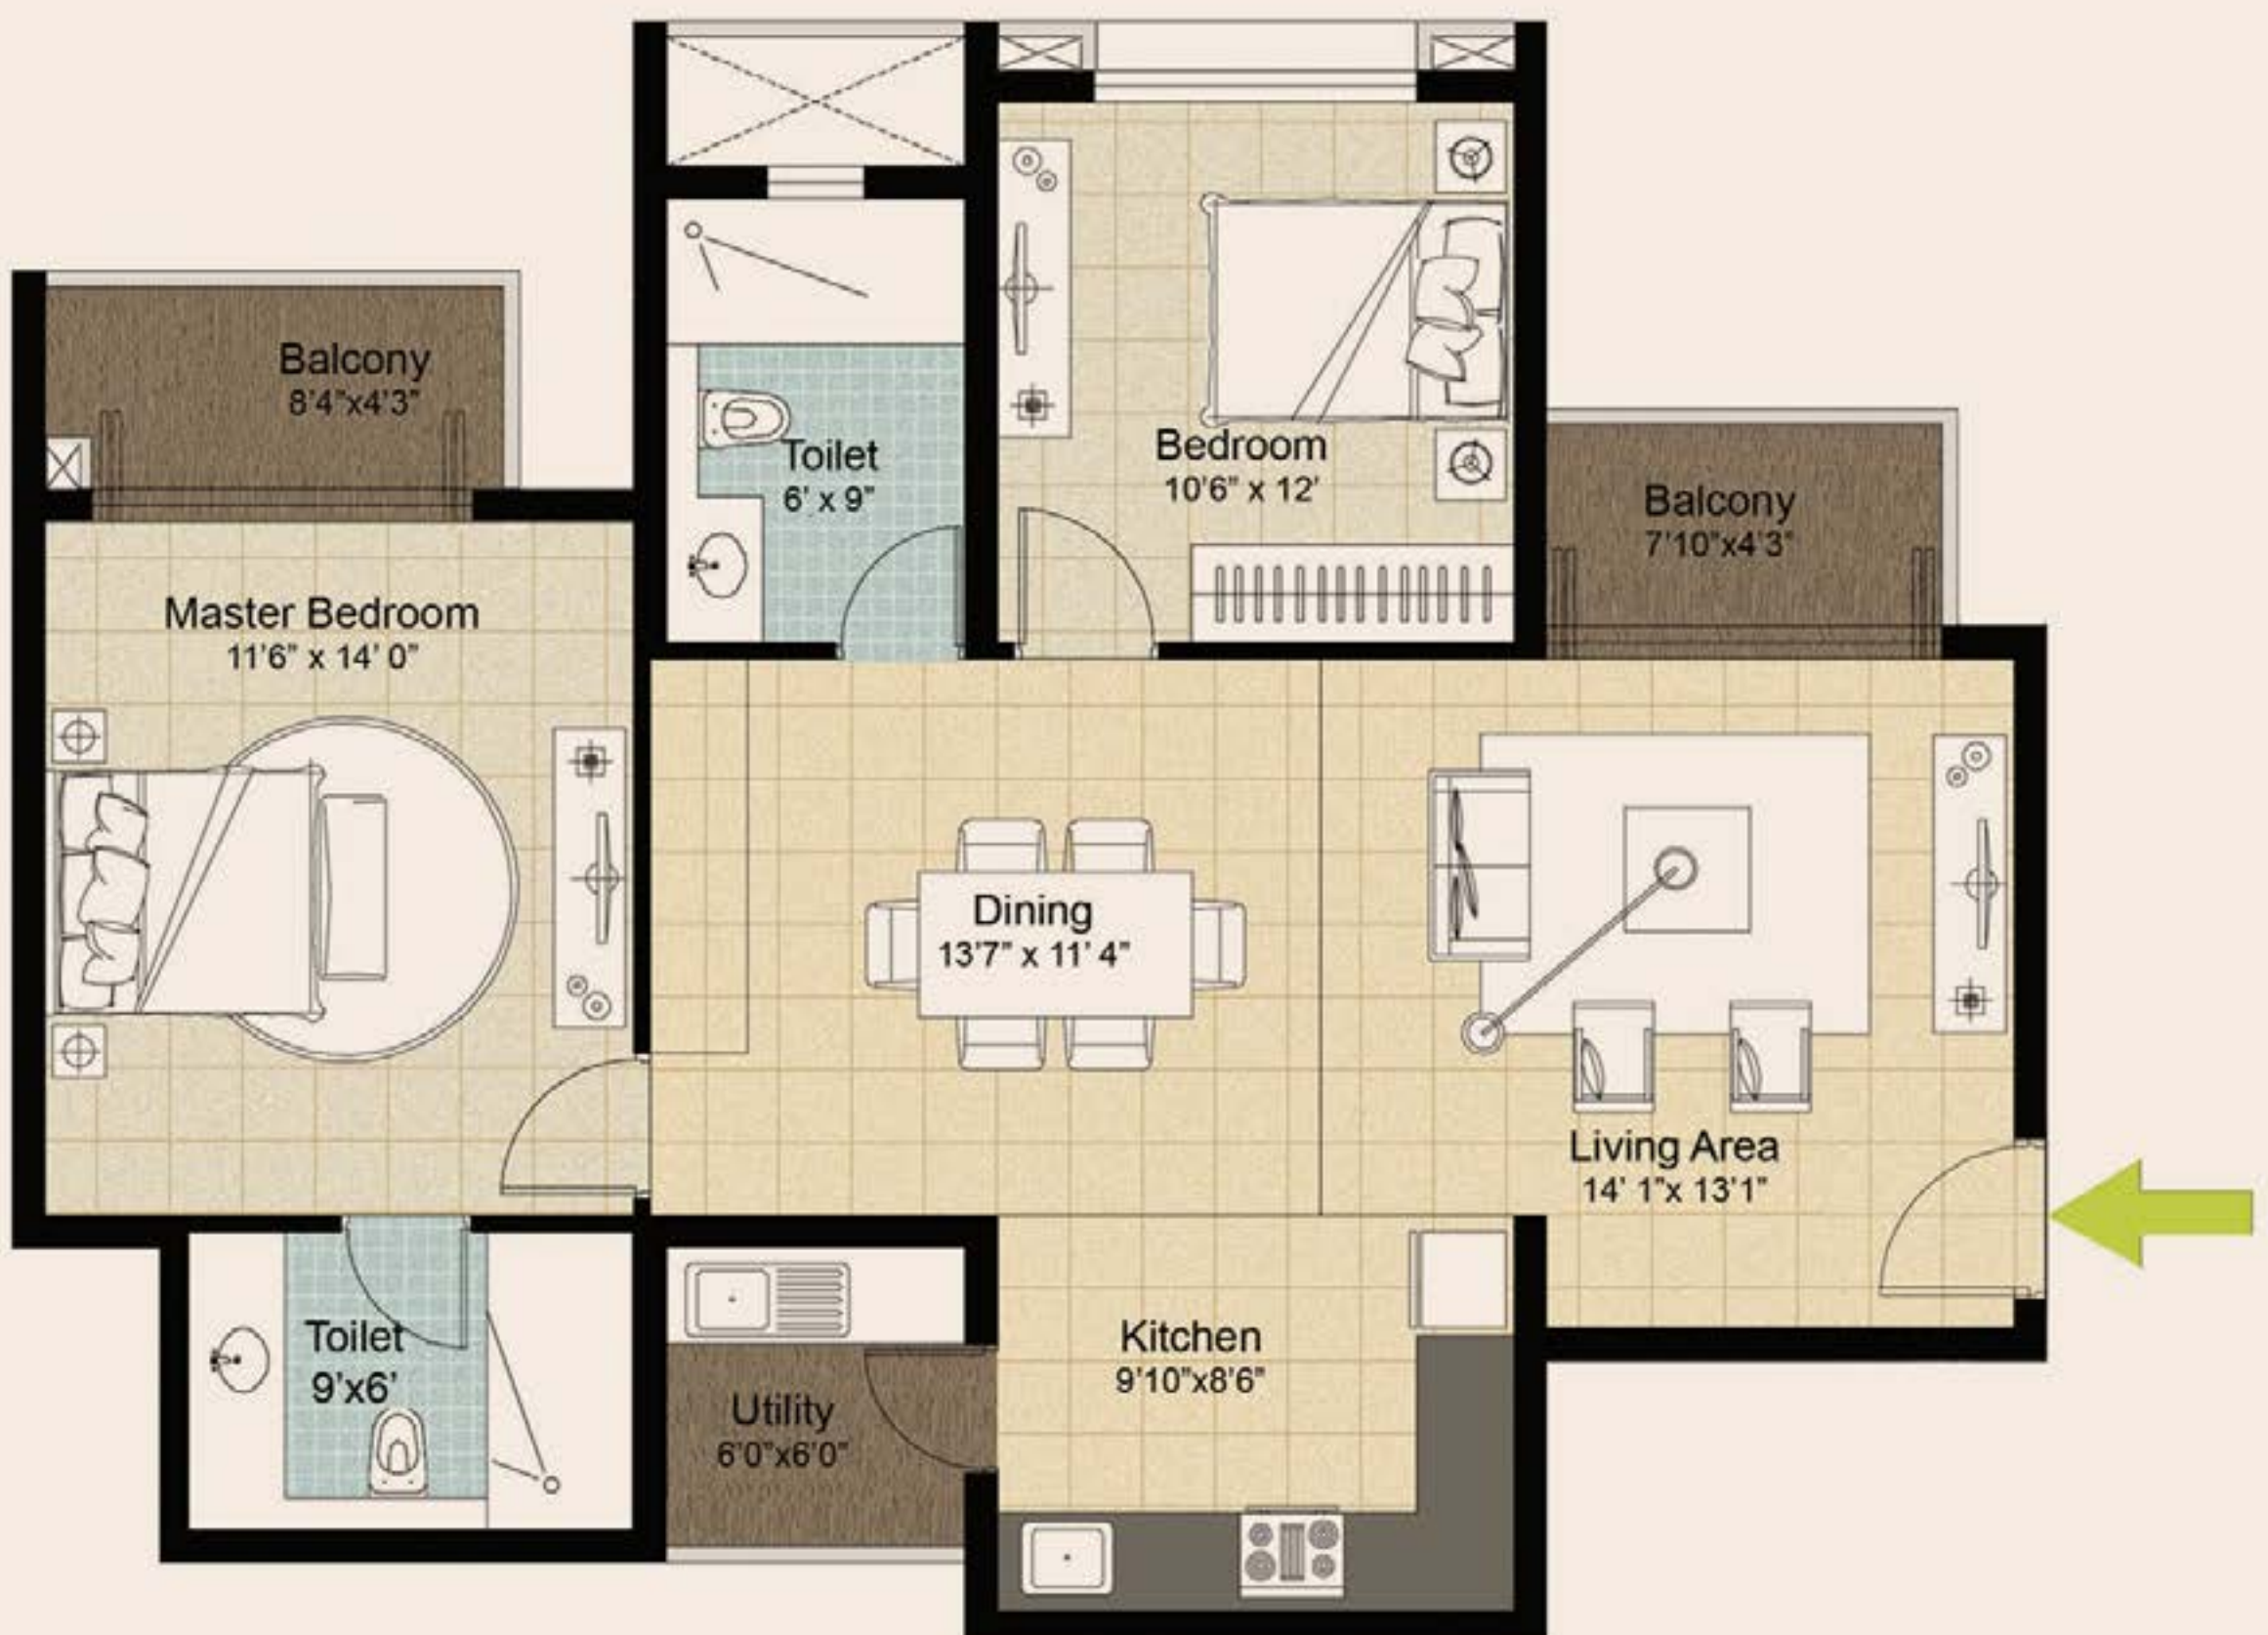 Balcony
8'4"x4'3"
Toilet
6' x 9"
Bedroom
10'6" x 12'
Balcony
7'10"x4'3"
Master Bedroom
11'6" x 14' 0"
Dining
13'7" x 11' 4"
Living Area
14' 1"x 13'1"
Toilet
9'x6'
Utility
6'0"x6'0"
Kitchen
9'10"x8'6"